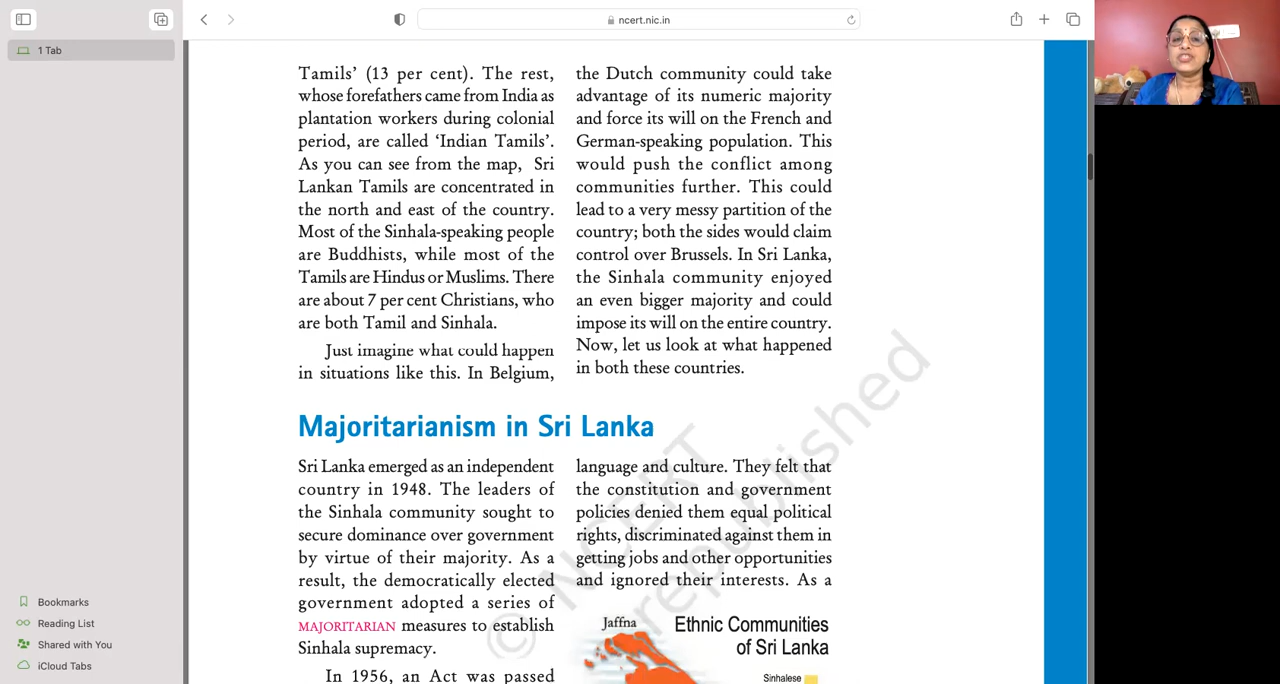 1 Tab
ncert.nic.in
Tamils’ (13 per cent). The rest,
whose forefathers came from India as
plantation workers during colonial
period, are called ‘Indian Tamils’.
As you can see from the map, Sri
Lankan Tamils are concentrated in
the north and east of the country.
Most of the Sinhala-speaking people
are Buddhists, while most of the
Tamils are Hindus or Muslims. There
are about 7 per cent Christians, who
are both Tamil and Sinhala.
Just imagine what could happen
in situations like this. In Belgium,
the Dutch community could take
advantage of its numeric majority
and force its will on the French and
German-speaking population. This
would push the conflict among
communities further. This could
lead to a very messy partition of the
country; both the sides would claim
control over Brussels. In Sri Lanka,
the Sinhala community enjoyed
an even bigger majority and could
impose its will on the entire country.
Now, let us look at what happened
in both these countries.
Majoritarianism in Sri Lanka
Sri Lanka emerged as an independent
country in 1948. The leaders of
the Sinhala community sought to
secure dominance over government
by virtue of their majority. As a
result, the democratically elected
government adopted a series of
MAJORITARIAN measures to establish
Sinhala supremacy.
In 1956, an Act was passed
language and culture. They felt that
the constitution and government
policies denied them equal political
rights, discriminated against them in
getting jobs and other opportunities
and ignored their interests. As a
Jaffna
Ethnic Communities
of Sri Lanka
Sinhalese
© NCERT
republished
Bookmarks
Reading List
Shared with You
iCloud Tabs